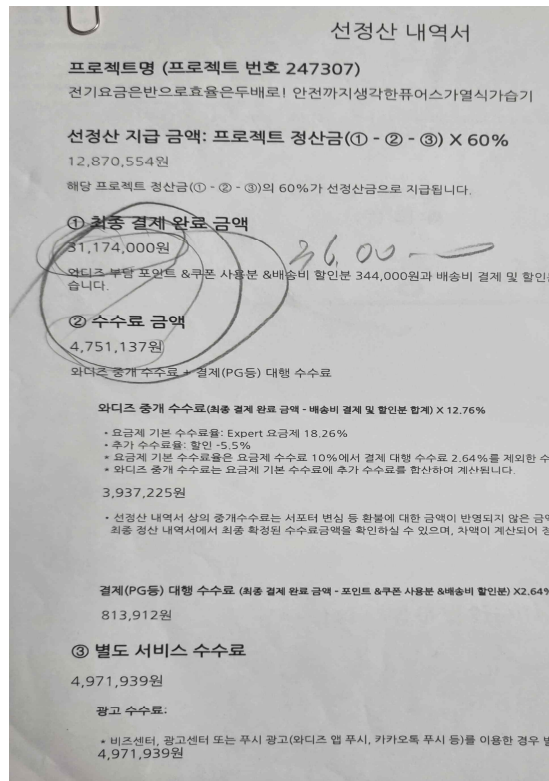 선정산 내역서
프로젝트명 (프로젝트 번호 247307)
전기요금은반으로효율은두배로! 안전까지생각한퓨어스가열식가습기
선정산 지급 금액: 프로젝트 정산금(① - ② - ③) X 60%
12,870,554원
해당 프로젝트 정산금(① - ② - ③)의 60%가 선정산금으로 지급됩니다.
① 최종 결제 완료 금액
31,174,000원
와디즈 부담 포인트 &쿠폰 사용분 &배송비 할인분 344,000원과 배송비 결제 및 할인
습니다.
② 수수료 금액
4,751,137원
와디즈 중개 수수료 + 결제(PG등) 대행 수수료
와디즈 중개 수수료(최종 결제 완료 금액 - 배송비 결제 및 할인분 합계) X 12.76%
• 요금제 기본 수수료율: Expert 요금제 18.26%
• 추가 수수료율: 할인 -5.5%
* 요금제 기본 수수료율은 요금제 수수료 10%에서 결제 대행 수수료 2.64%를 제외한 수
* 와디즈 중개 수수료는 요금제 기본 수수료에 추가 수수료를 합산하여 계산됩니다.
3,937,225원
• 선정산 내역서 상의 중개수수료는 서포터 변심 등 환불에 대한 금액이 반영되지 않은 금액
최종 정산 내역서에서 최종 확정된 수수료금액을 확인하실 수 있으며, 차액이 계산되어 정
결제(PG등) 대행 수수료 (최종 결제 완료 금액 - 포인트 &쿠폰 사용분 &배송비 할인분) X2.64%
813,912원
③ 별도 서비스 수수료
4,971,939원
광고 수수료:
* 비즈센터, 광고센터 또는 푸시 광고(와디즈 앱 푸시, 카카오톡 푸시 등)를 이용한 경우 발
4,971,939원